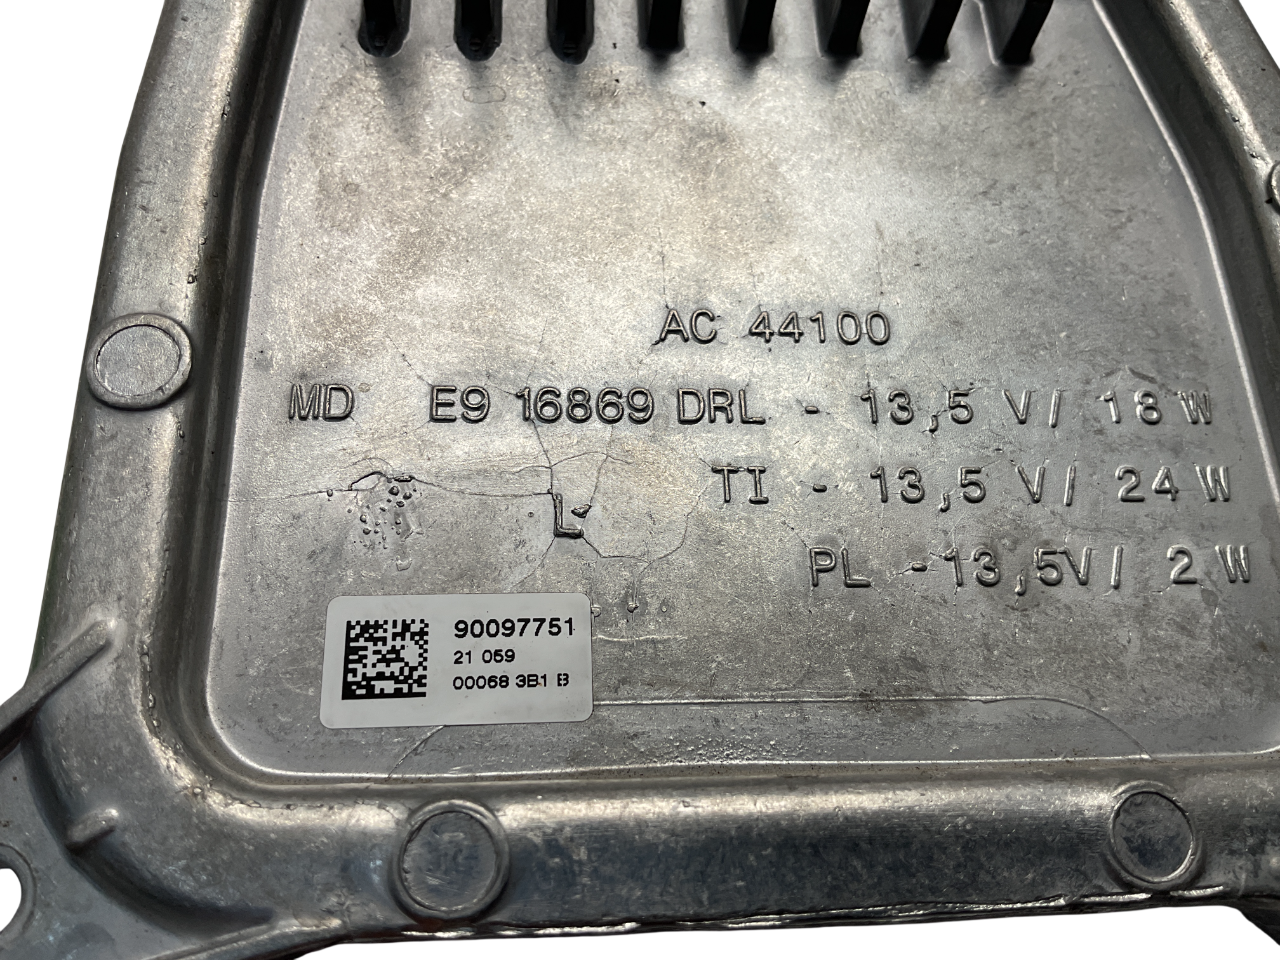 AC 44100
MD E9 16869 DRL - 13,5 V/ 18 W
TI - 13,5 V/ 24 W
L
PL - 13,5V/ 2 W
90097751
21 059
00068 3B1 B